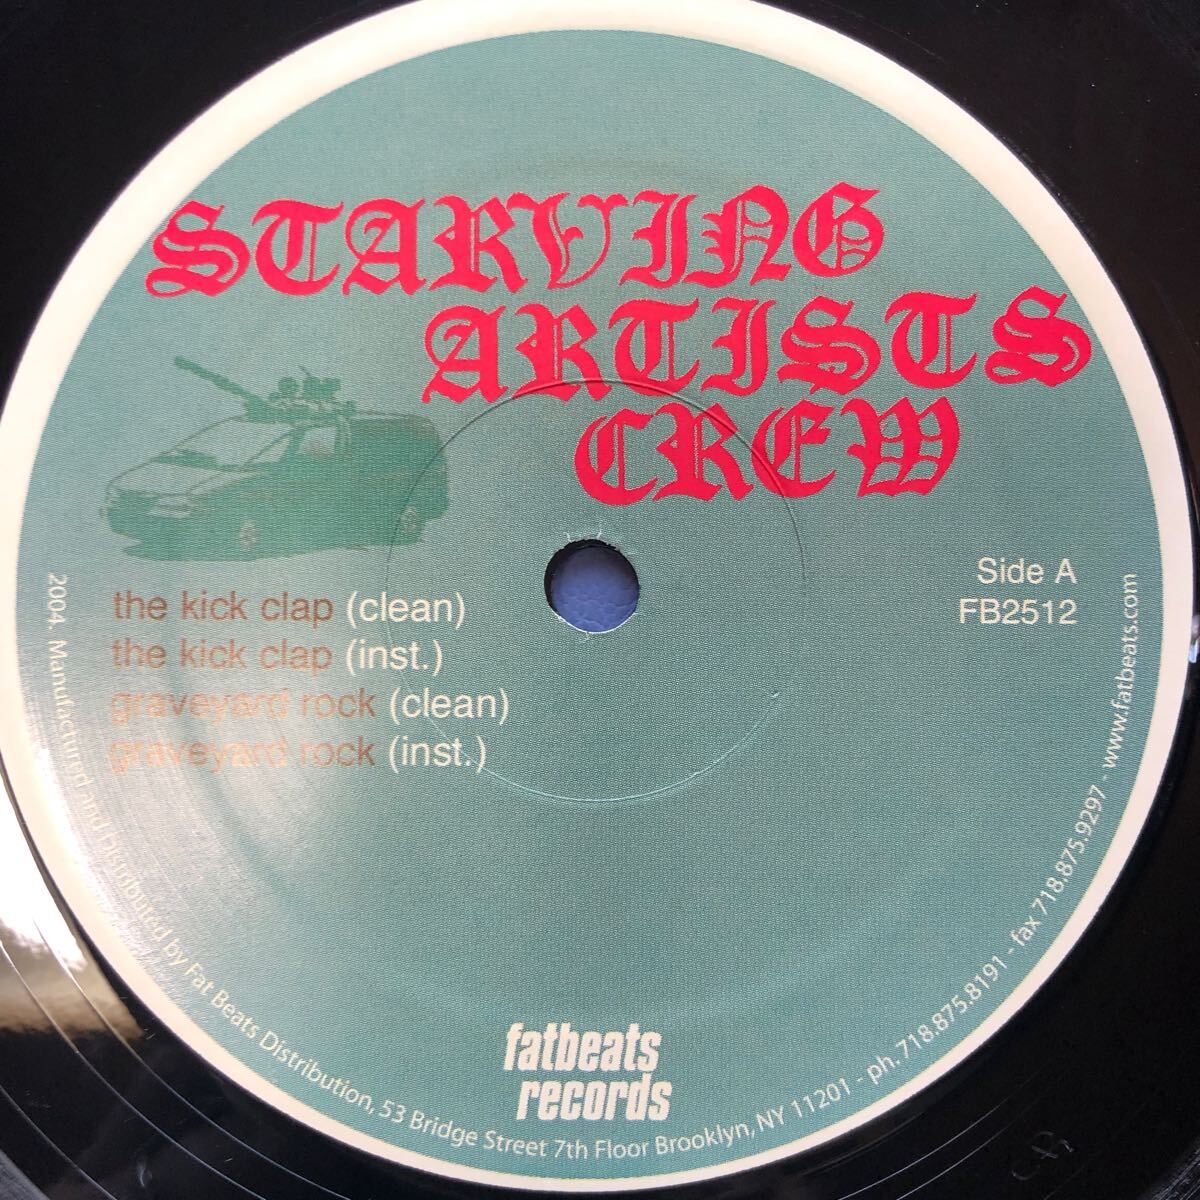 STARVING
ARTISTS
CREW
Side A
FB2512
the kick clap (clean)
the kick clap (inst.)
graveyard rock (clean)
graveyard rock (inst.)
fatbeats
records
2004. Manufactured and Distributed by Fat Beats Distribution, 53 Bridge Street 7th Floor Brooklyn, NY 11201 - ph. 718.875.8191 - fax 718.875.9297 - www.fatbeats.com